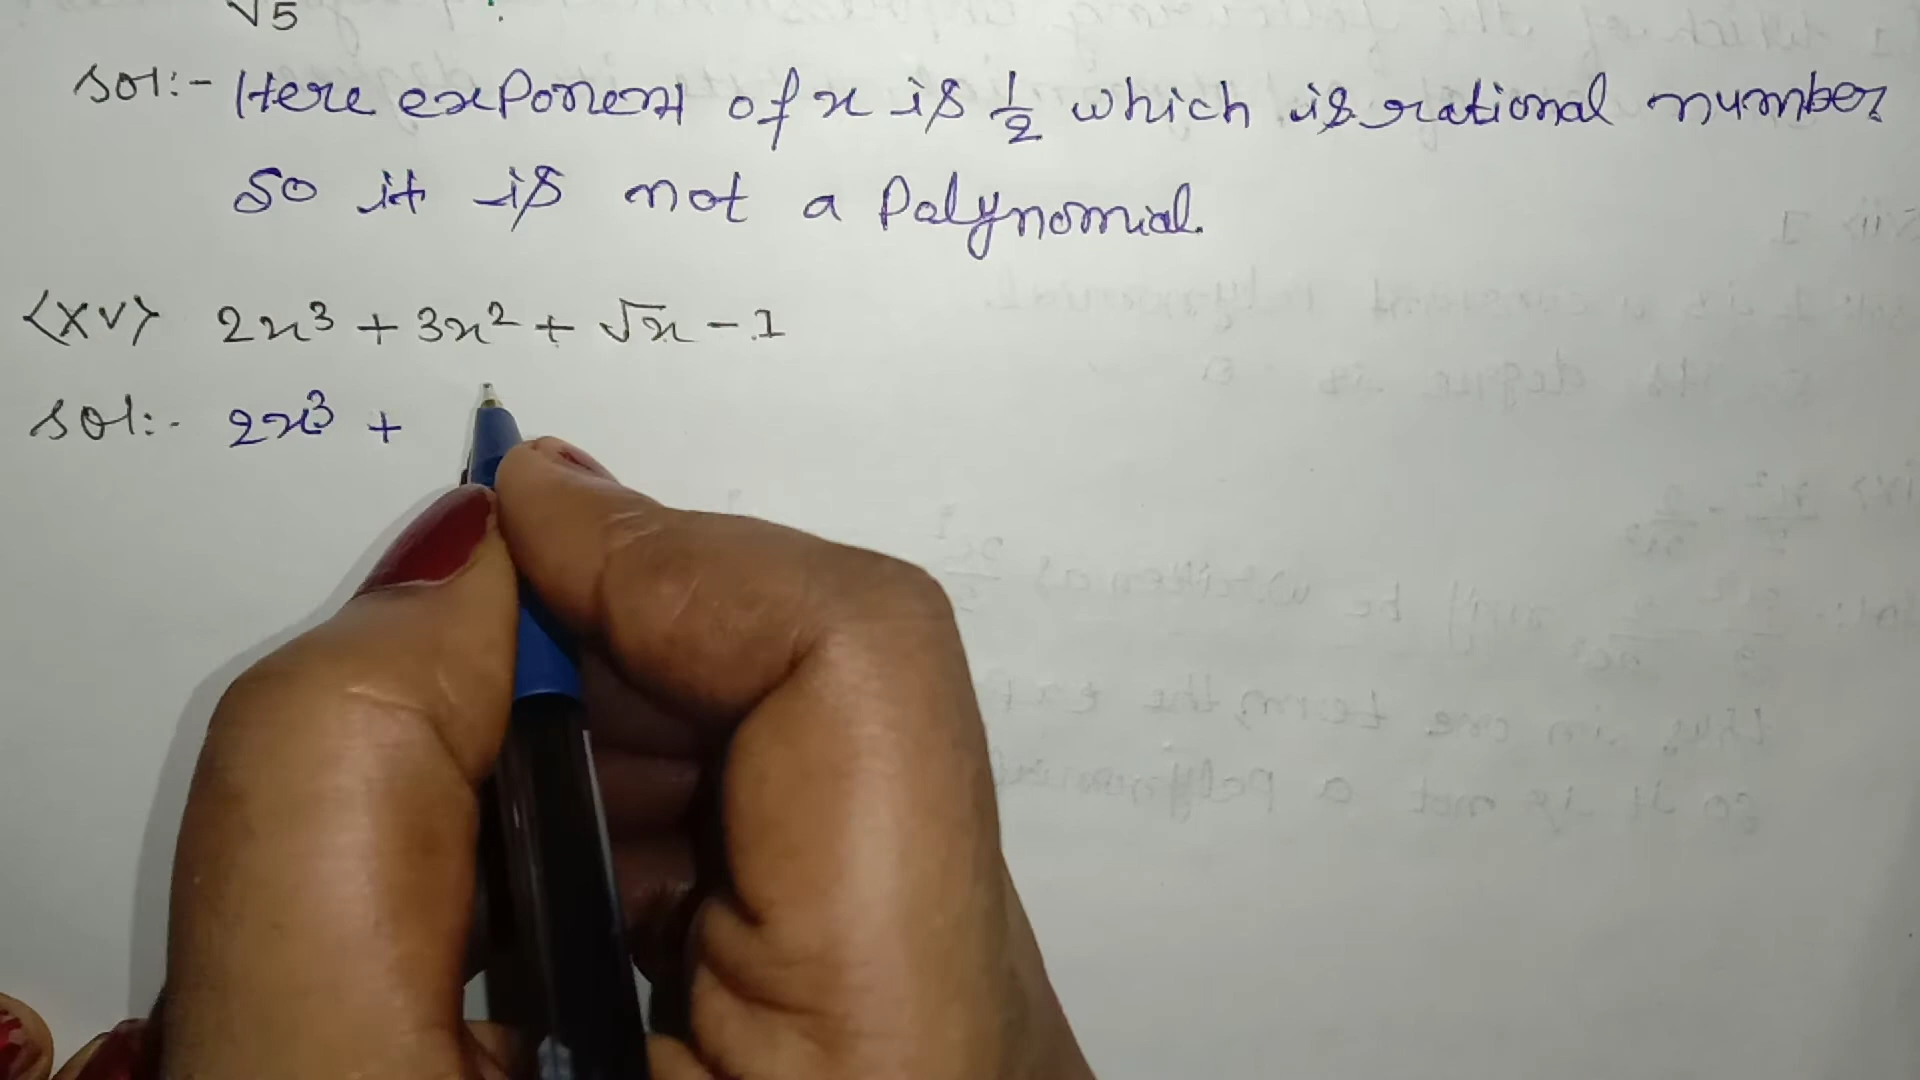 √5
Sol:- Here exponent of x is 1/2 which is rational number
so it is not a Polynomial.
<xv> 2x³ + 3x² + √x - 1
Sol:- 2x³ +